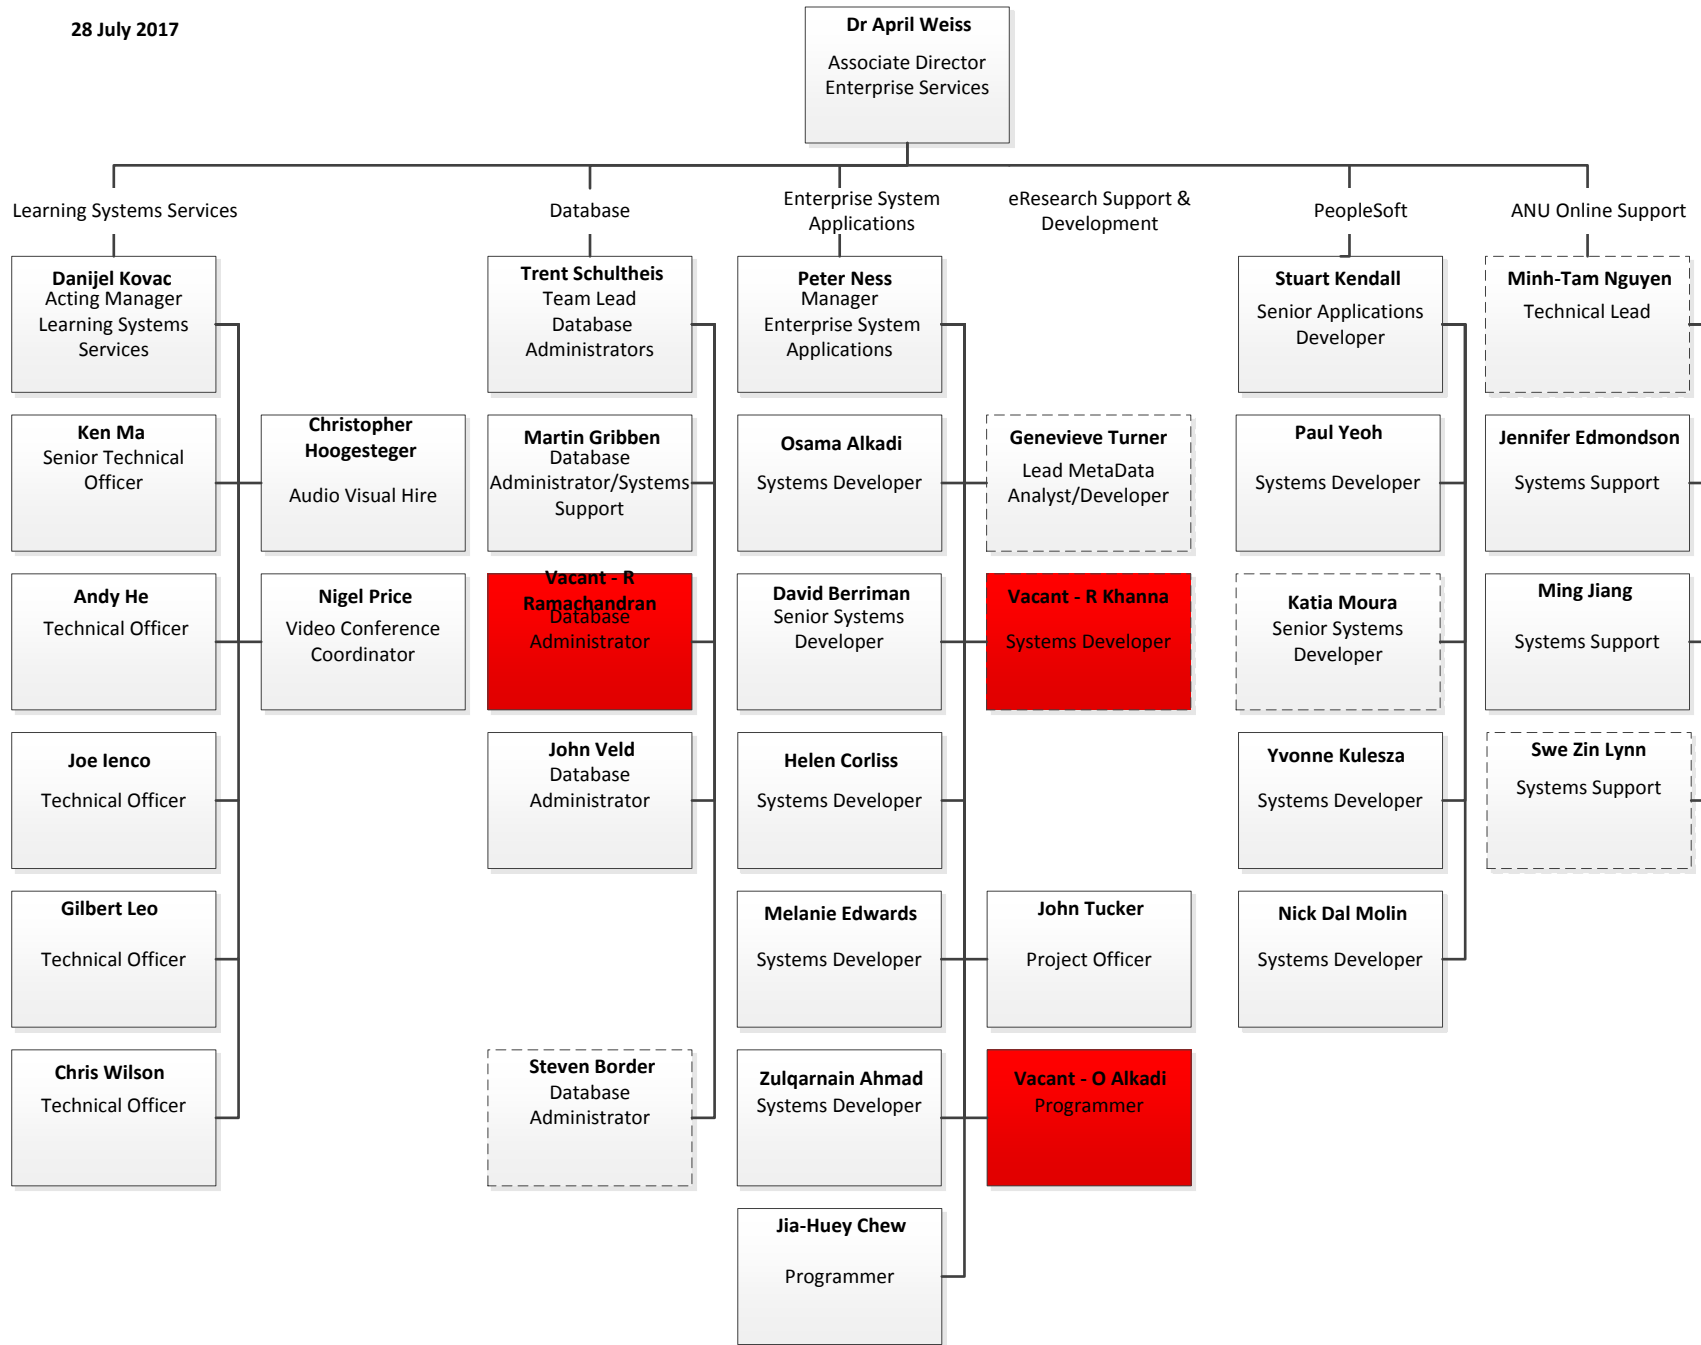 28 July 2017
Dr April Weiss
Associate Director
Enterprise Services
Learning Systems Services
Database
Enterprise System
Applications
eResearch Support &
Development
PeopleSoft
ANU Online Support
Danijel Kovac
Acting Manager
Learning Systems
Services
Trent Schultheis
Team Lead
Database
Administrators
Peter Ness
Manager
Enterprise System
Applications
Stuart Kendall
Senior Applications
Developer
Minh-Tam Nguyen
Technical Lead
Ken Ma
Senior Technical
Officer
Christopher
Hoogesteger
Audio Visual Hire
Martin Gribben
Database
Administrator/Systems
Support
Osama Alkadi
Systems Developer
Genevieve Turner
Lead MetaData
Analyst/Developer
Paul Yeoh
Systems Developer
Jennifer Edmondson
Systems Support
Andy He
Technical Officer
Nigel Price
Video Conference
Coordinator
Vacant - R
Ramachandran
Database
Administrator
David Berriman
Senior Systems
Developer
Vacant - R Khanna
Systems Developer
Katia Moura
Senior Systems
Developer
Ming Jiang
Systems Support
Joe Ienco
Technical Officer
John Veld
Database
Administrator
Helen Corliss
Systems Developer
Yvonne Kulesza
Systems Developer
Swe Zin Lynn
Systems Support
Gilbert Leo
Technical Officer
Melanie Edwards
Systems Developer
John Tucker
Project Officer
Nick Dal Molin
Systems Developer
Chris Wilson
Technical Officer
Steven Border
Database
Administrator
Zulqarnain Ahmad
Systems Developer
Vacant - O Alkadi
Programmer
Jia-Huey Chew
Programmer